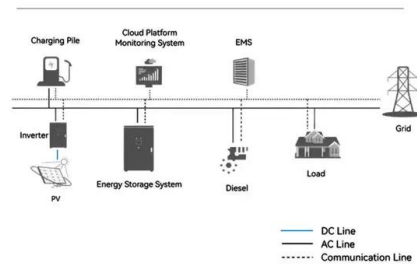 Charging Pile
Cloud Platform
Monitoring System
EMS
Grid
Inverter
PV
Energy Storage System
Diesel
Load
DC Line
AC Line
Communication Line